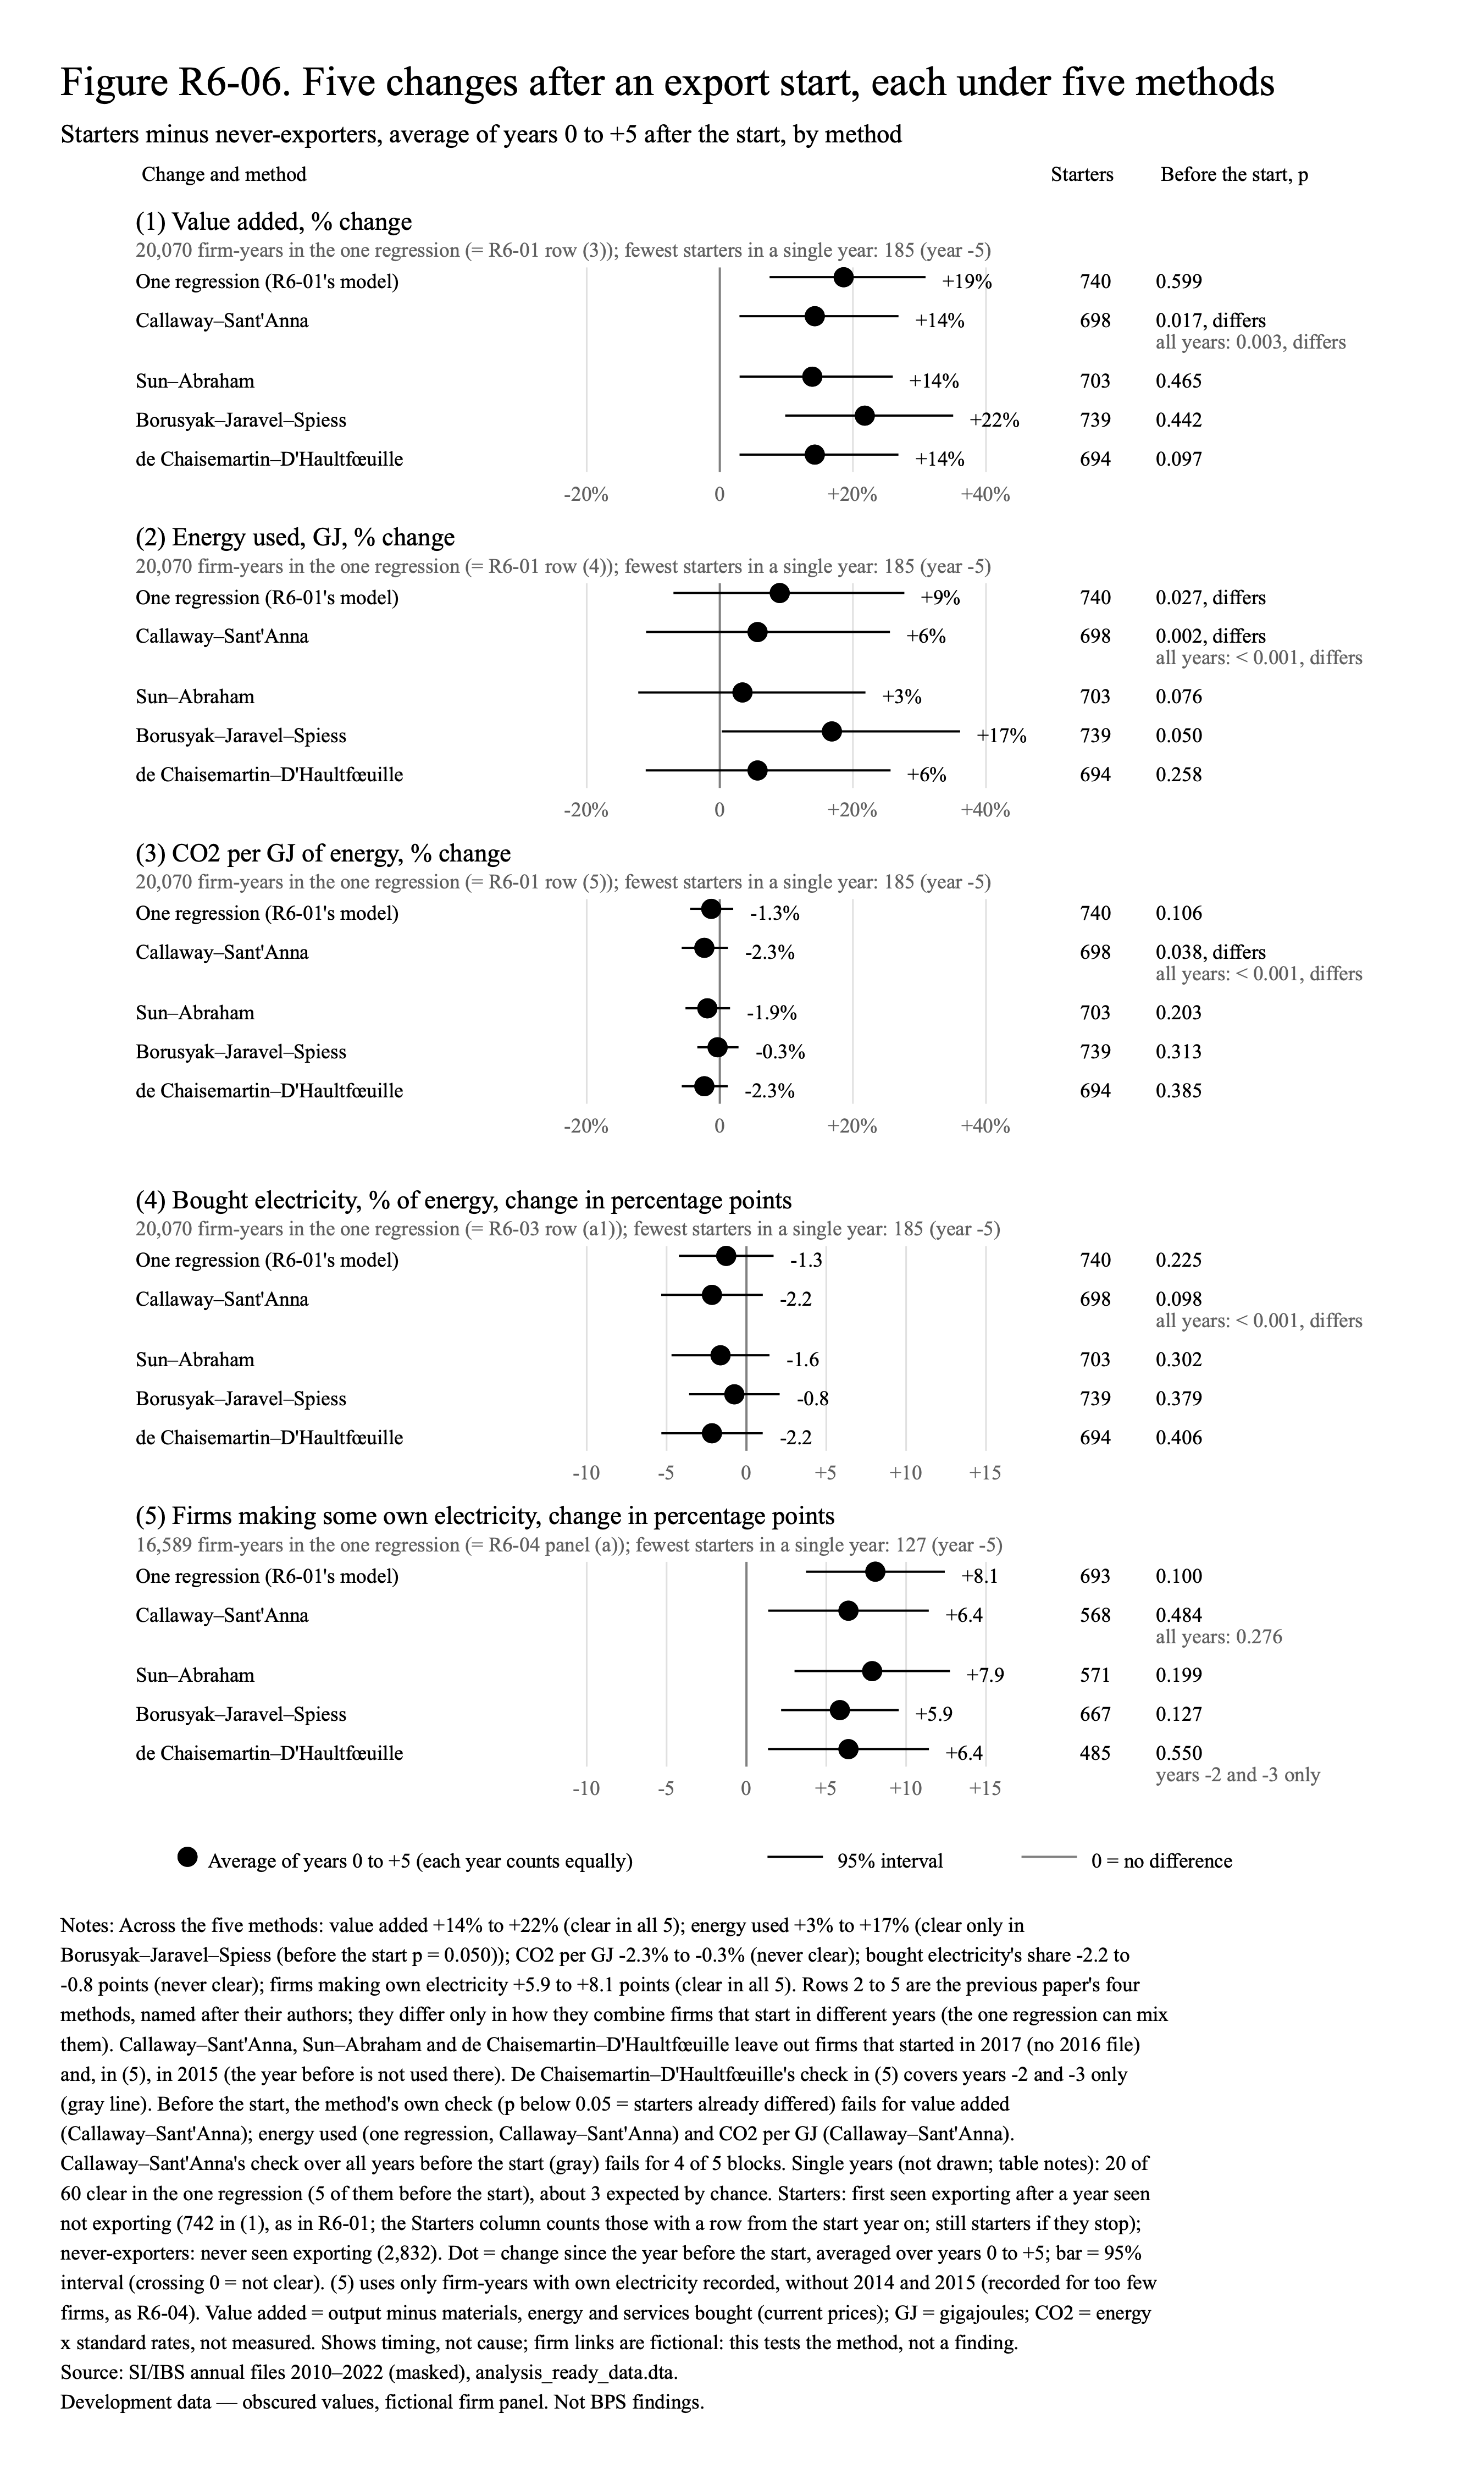 Figure R6-06. Five changes after an export start, each under five methods
Starters minus never-exporters, average of years 0 to +5 after the start, by method
Change and method Starters Before the start, p
(1) Value added, % change
20,070 firm-years in the one regression (= R6-01 row (3)); fewest starters in a single year: 185 (year -5)
One regression (R6-01's model) +19% 740 0.599
Callaway–Sant'Anna +14% 698 0.017, differs
all years: 0.003, differs
Sun–Abraham +14% 703 0.465
Borusyak–Jaravel–Spiess +22% 739 0.442
de Chaisemartin–D'Haultfœuille +14% 694 0.097
-20% 0 +20% +40%
(2) Energy used, GJ, % change
20,070 firm-years in the one regression (= R6-01 row (4)); fewest starters in a single year: 185 (year -5)
One regression (R6-01's model) +9% 740 0.027, differs
Callaway–Sant'Anna +6% 698 0.002, differs
all years: < 0.001, differs
Sun–Abraham +3% 703 0.076
Borusyak–Jaravel–Spiess +17% 739 0.050
de Chaisemartin–D'Haultfœuille +6% 694 0.258
-20% 0 +20% +40%
(3) CO2 per GJ of energy, % change
20,070 firm-years in the one regression (= R6-01 row (5)); fewest starters in a single year: 185 (year -5)
One regression (R6-01's model) -1.3% 740 0.106
Callaway–Sant'Anna -2.3% 698 0.038, differs
all years: < 0.001, differs
Sun–Abraham -1.9% 703 0.203
Borusyak–Jaravel–Spiess -0.3% 739 0.313
de Chaisemartin–D'Haultfœuille -2.3% 694 0.385
-20% 0 +20% +40%
(4) Bought electricity, % of energy, change in percentage points
20,070 firm-years in the one regression (= R6-03 row (a1)); fewest starters in a single year: 185 (year -5)
One regression (R6-01's model) -1.3 740 0.225
Callaway–Sant'Anna -2.2 698 0.098
all years: < 0.001, differs
Sun–Abraham -1.6 703 0.302
Borusyak–Jaravel–Spiess -0.8 739 0.379
de Chaisemartin–D'Haultfœuille -2.2 694 0.406
-10 -5 0 +5 +10 +15
(5) Firms making some own electricity, change in percentage points
16,589 firm-years in the one regression (= R6-04 panel (a)); fewest starters in a single year: 127 (year -5)
One regression (R6-01's model) +8.1 693 0.100
Callaway–Sant'Anna +6.4 568 0.484
all years: 0.276
Sun–Abraham +7.9 571 0.199
Borusyak–Jaravel–Spiess +5.9 667 0.127
de Chaisemartin–D'Haultfœuille +6.4 485 0.550
years -2 and -3 only
-10 -5 0 +5 +10 +15
Average of years 0 to +5 (each year counts equally) 95% interval 0 = no difference
Notes: Across the five methods: value added +14% to +22% (clear in all 5); energy used +3% to +17% (clear only in
Borusyak–Jaravel–Spiess (before the start p = 0.050)); CO2 per GJ -2.3% to -0.3% (never clear); bought electricity's share -2.2 to
-0.8 points (never clear); firms making own electricity +5.9 to +8.1 points (clear in all 5). Rows 2 to 5 are the previous paper's four
methods, named after their authors; they differ only in how they combine firms that start in different years (the one regression can mix
them). Callaway–Sant'Anna, Sun–Abraham and de Chaisemartin–D'Haultfœuille leave out firms that started in 2017 (no 2016 file)
and, in (5), in 2015 (the year before is not used there). De Chaisemartin–D'Haultfœuille's check in (5) covers years -2 and -3 only
(gray line). Before the start, the method's own check (p below 0.05 = starters already differed) fails for value added
(Callaway–Sant'Anna); energy used (one regression, Callaway–Sant'Anna) and CO2 per GJ (Callaway–Sant'Anna).
Callaway–Sant'Anna's check over all years before the start (gray) fails for 4 of 5 blocks. Single years (not drawn; table notes): 20 of
60 clear in the one regression (5 of them before the start), about 3 expected by chance. Starters: first seen exporting after a year seen
not exporting (742 in (1), as in R6-01; the Starters column counts those with a row from the start year on; still starters if they stop);
never-exporters: never seen exporting (2,832). Dot = change since the year before the start, averaged over years 0 to +5; bar = 95%
interval (crossing 0 = not clear). (5) uses only firm-years with own electricity recorded, without 2014 and 2015 (recorded for too few
firms, as R6-04). Value added = output minus materials, energy and services bought (current prices); GJ = gigajoules; CO2 = energy
x standard rates, not measured. Shows timing, not cause; firm links are fictional: this tests the method, not a finding.
Source: SI/IBS annual files 2010–2022 (masked), analysis_ready_data.dta.
Development data — obscured values, fictional firm panel. Not BPS findings.